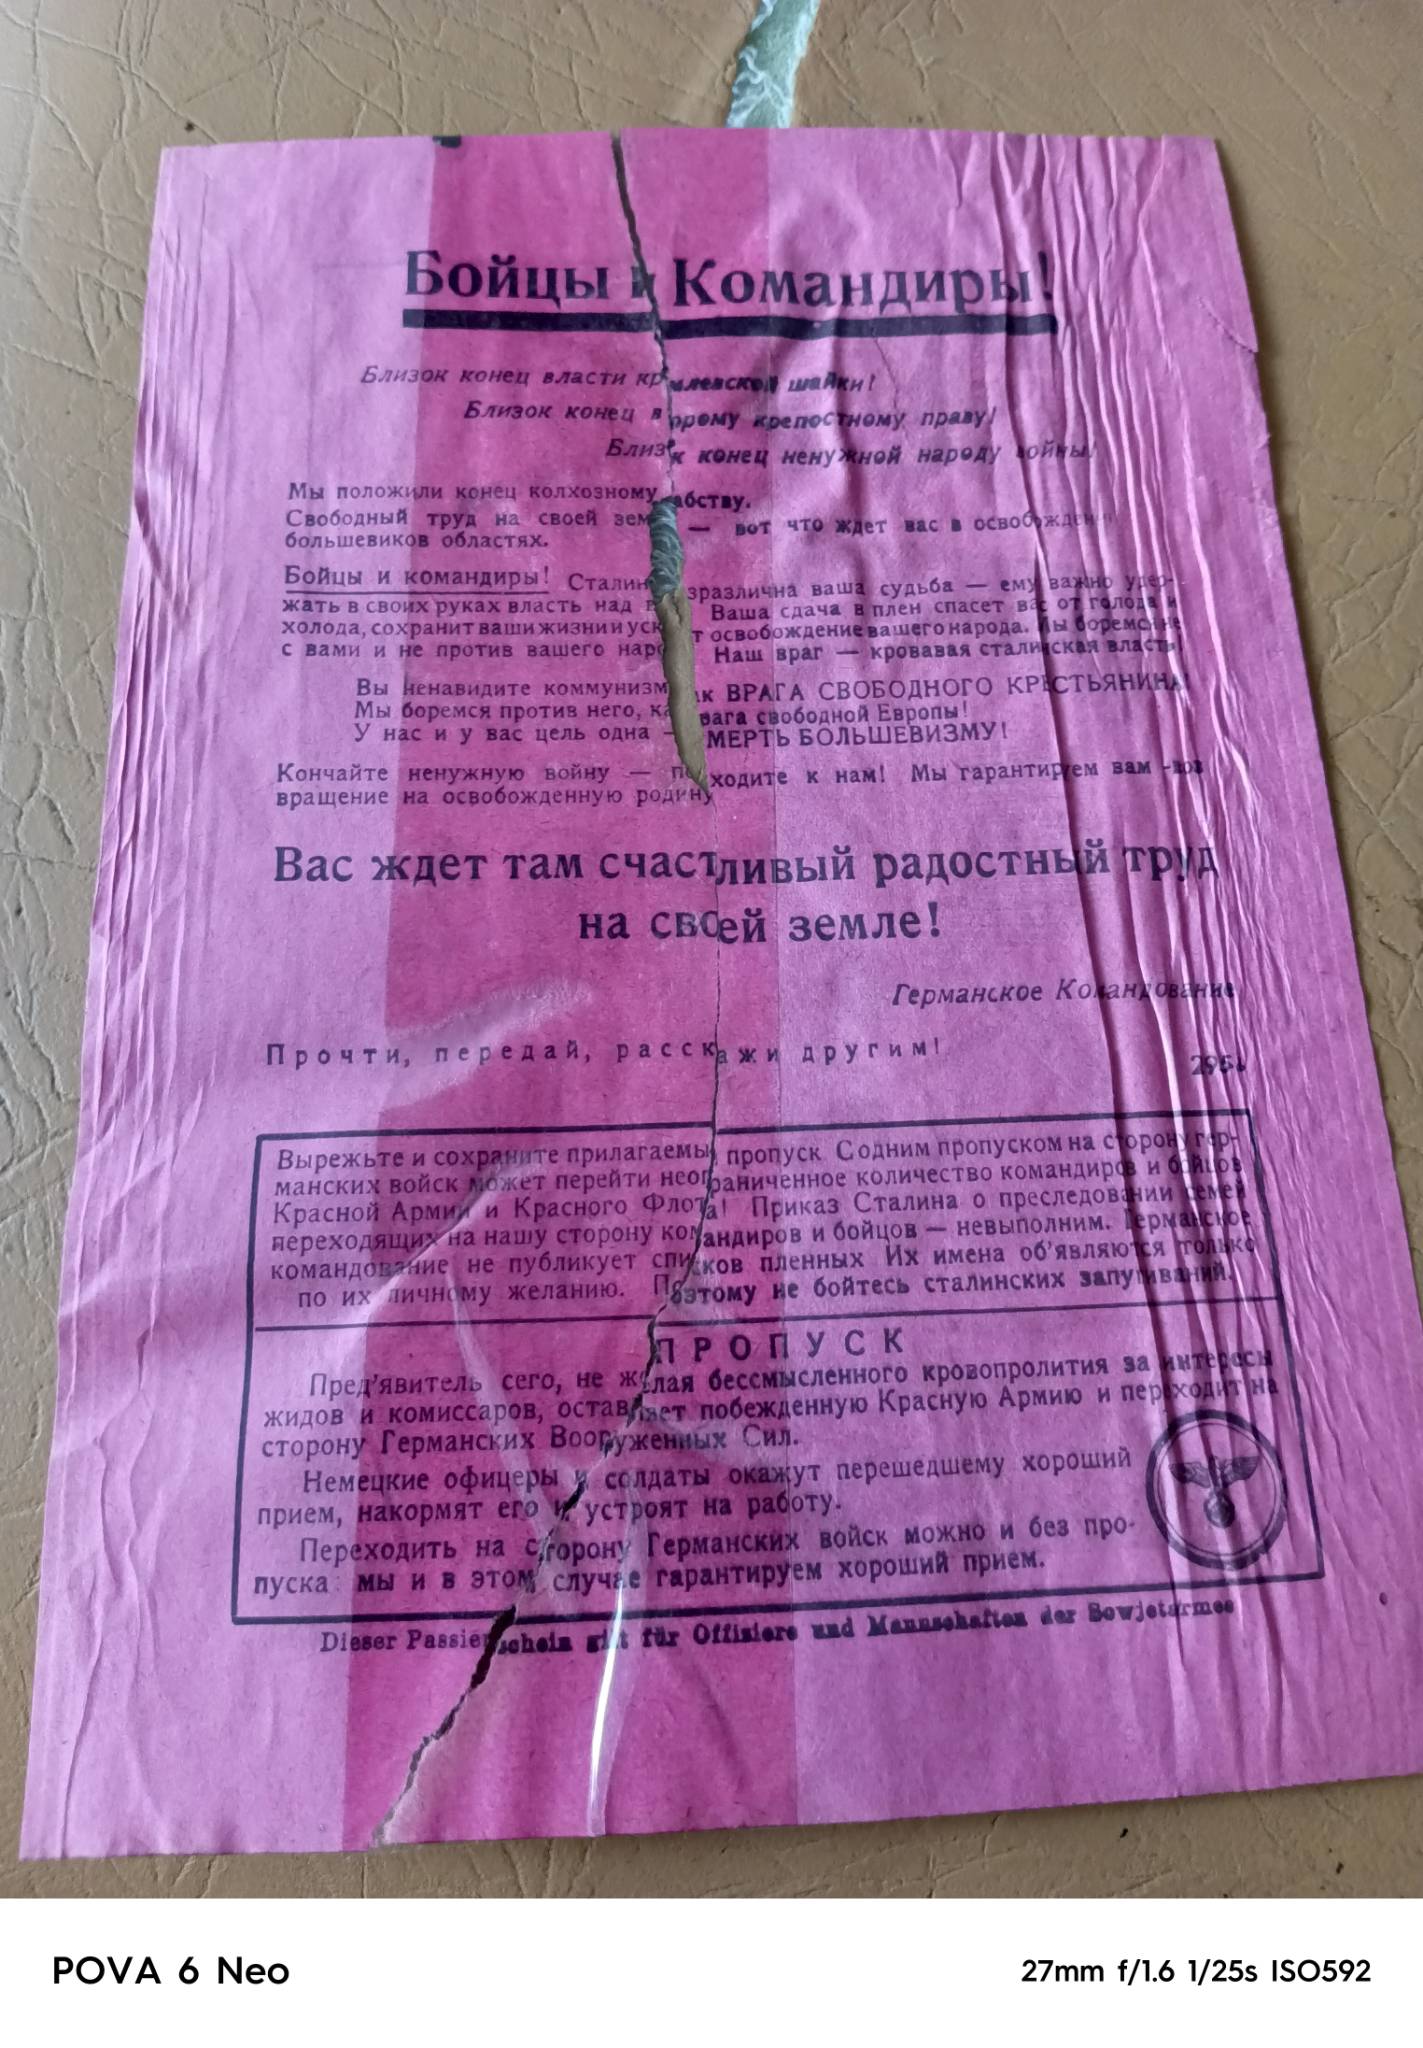 Бойцы и Командиры!
Близок конец власти кремлевской шайки!
Близок конец второму крепостному праву!
Близок конец ненужной народу войны!
Мы положили конец колхозному рабству.
Свободный труд на своей земле — вот что ждет вас в
большевиков областях.
Бойцы и командиры! Сталину безразлична ваша судьба — ему важно удер-
жать в своих руках власть над Ваша сдача в плен спасет вас от голода и
холода, сохранит ваши жизни и ускорит освобождение вашего народа. Мы боремся не
с вами и не против вашего народа. Наш враг — кровавая сталинская власть!
Вы ненавидите коммунизм как ВРАГА СВОБОДНОГО КРЕСТЬЯНИНА!
Мы боремся против него, как врага свободной Европы!
У нас и у вас цель одна — СМЕРТЬ БОЛЬШЕВИЗМУ!
Кончайте ненужную войну — переходите к нам! Мы гарантируем вам воз
вращение на освобожденную родину
Вас ждет там счастливый радостный труд
на своей земле!
Германское Командование
Прочти, передай, расскажи другим!
Вырежьте и сохраните прилагаемый пропуск С одним пропуском на сторону гер-
манских войск может перейти неограниченное количество командиров и бойцов
Красной Армии и Красного Флота! Приказ Сталина о преследовании семей
переходящих на нашу сторону командиров и бойцов — невыполним. Германское
командование не публикует списков пленных Их имена об'являются только
по их личному желанию. Поэтому не бойтесь сталинских запугиваний.
ПРОПУСК
Пред'явитель сего, не желая бессмысленного кровопролития за интересы
жидов и комиссаров, оставляет побежденную Красную Армию и переходит на
сторону Германских Вооруженных Сил.
Немецкие офицеры и солдаты окажут перешедшему хороший
прием, накормят его и устроят на работу.
Переходить на сторону Германских войск можно и без про-
пуска: мы и в этом случае гарантируем хороший прием.
Dieser Passierschein gilt für Offiziere und Mannschaften der Sowjetarmee
POVA 6 Neo
27mm f/1.6 1/25s ISO592